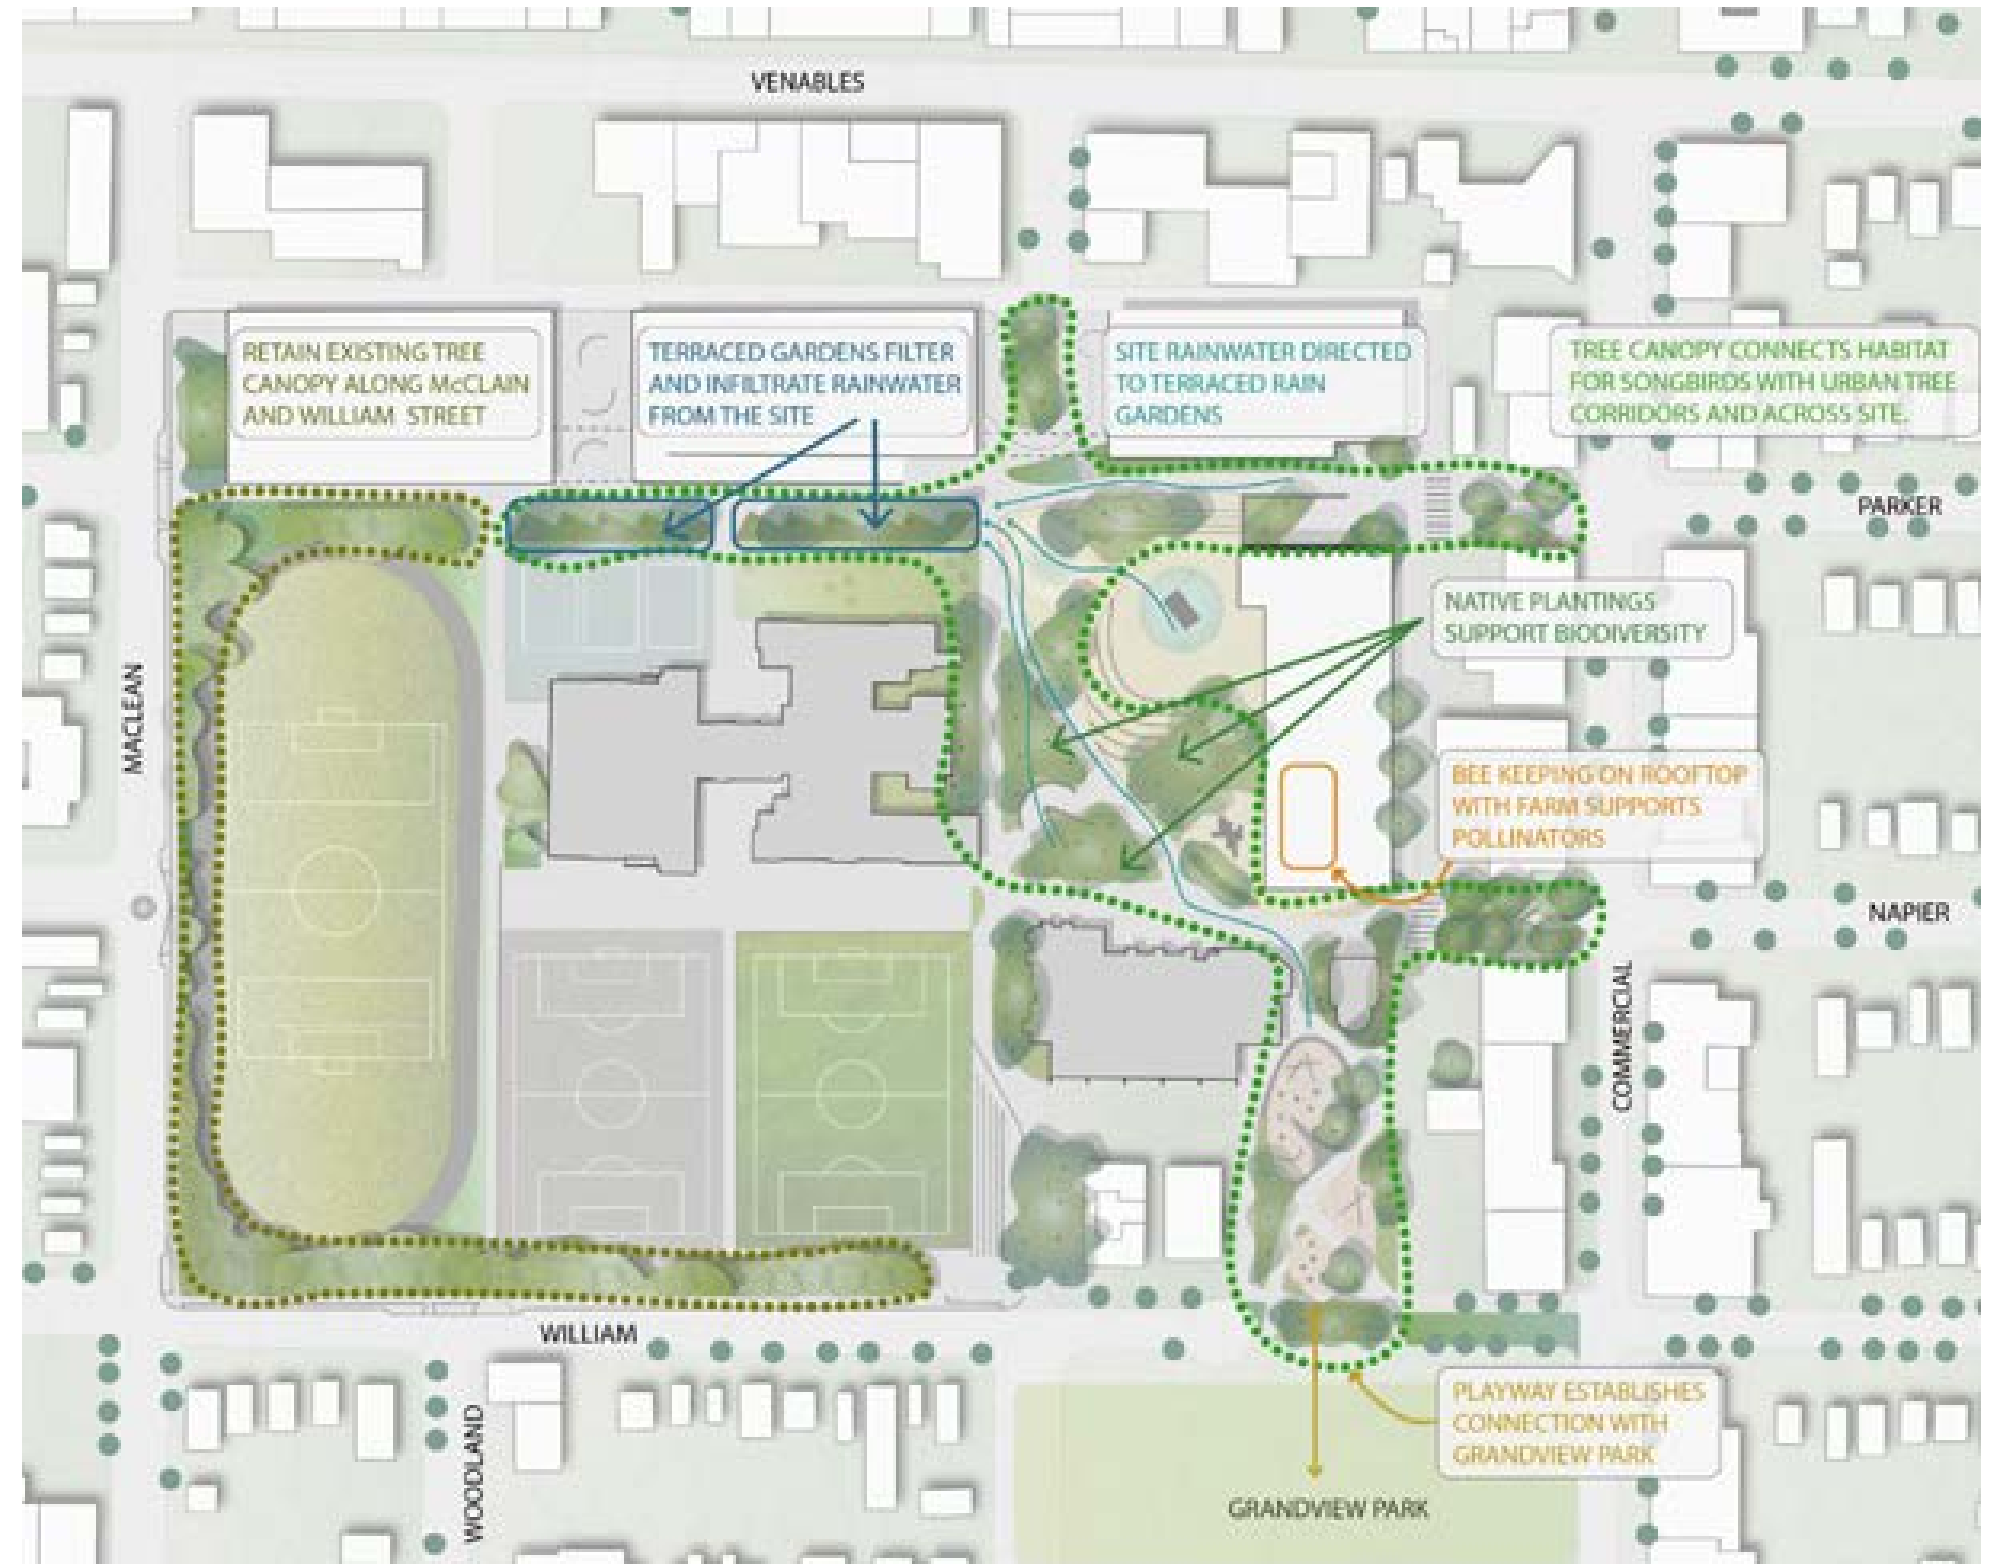 VENABLES
RETAIN EXISTING TREE
CANOPY ALONG McCLAIN
AND WILLIAM STREET
TERRACED GARDENS FILTER
AND INFILTRATE RAINWATER
FROM THE SITE
SITE RAINWATER DIRECTED
TO TERRACED RAIN
GARDENS
TREE CANOPY CONNECTS HABITAT
FOR SONGBIRDS WITH URBAN TREE
CORRIDORS AND ACROSS SITE.
PARKER
NATIVE PLANTINGS
SUPPORT BIODIVERSITY
MACLEAN
BEE KEEPING ON ROOFTOP
WITH FARM SUPPORTS
POLLINATORS
NAPIER
COMMERCIAL
WILLIAM
WOODLAND
PLAYWAY ESTABLISHES
CONNECTION WITH
GRANDVIEW PARK
GRANDVIEW PARK